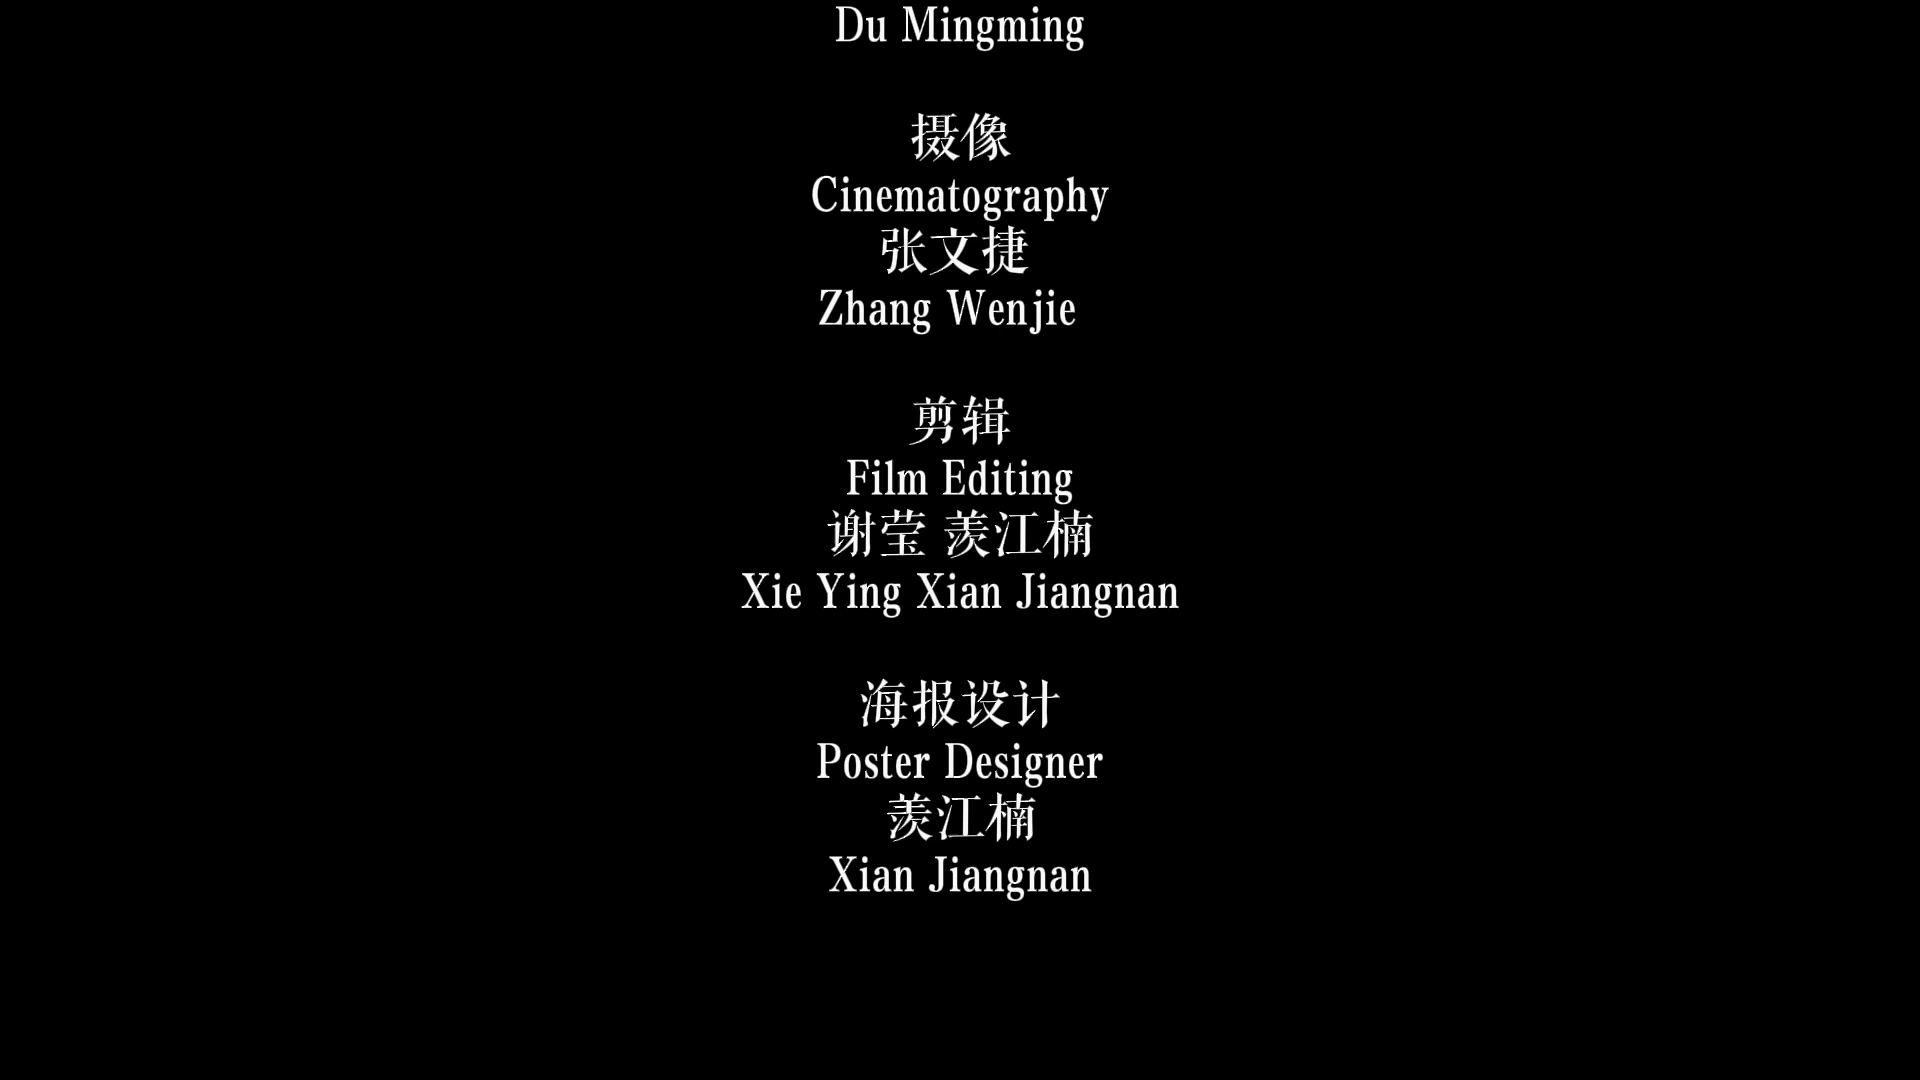 Du Mingming
摄像
Cinematography
张文捷
Zhang Wenjie
剪辑
Film Editing
谢莹 羡江楠
Xie Ying Xian Jiangnan
海报设计
Poster Designer
羡江楠
Xian Jiangnan